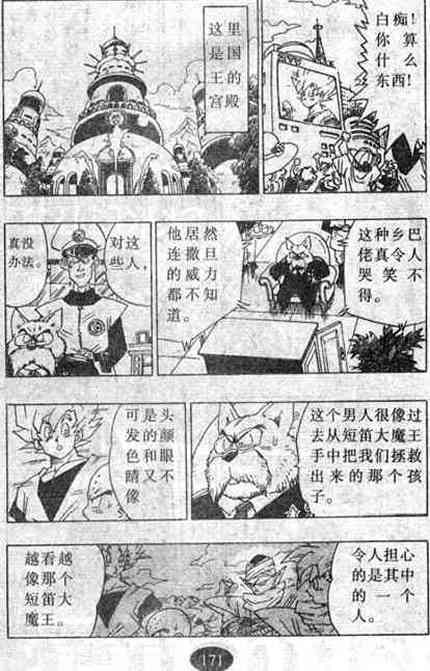 白痴!
你算
什么
东西!
这里
是国
王的
宫殿
这种乡巴
佬真令人
哭笑不
得。
他居然
连撒旦
的威力
都不知
道。
对这
些人,
真没
办法。
这个男人很像过
去从短笛大魔王
手中把我们拯救
出来的那个孩
子。
可是头
发的颜
色和眼
睛又不
像
令人担心
的是其中
的一个
人。
越看越
像那个
短笛大
魔王。
171